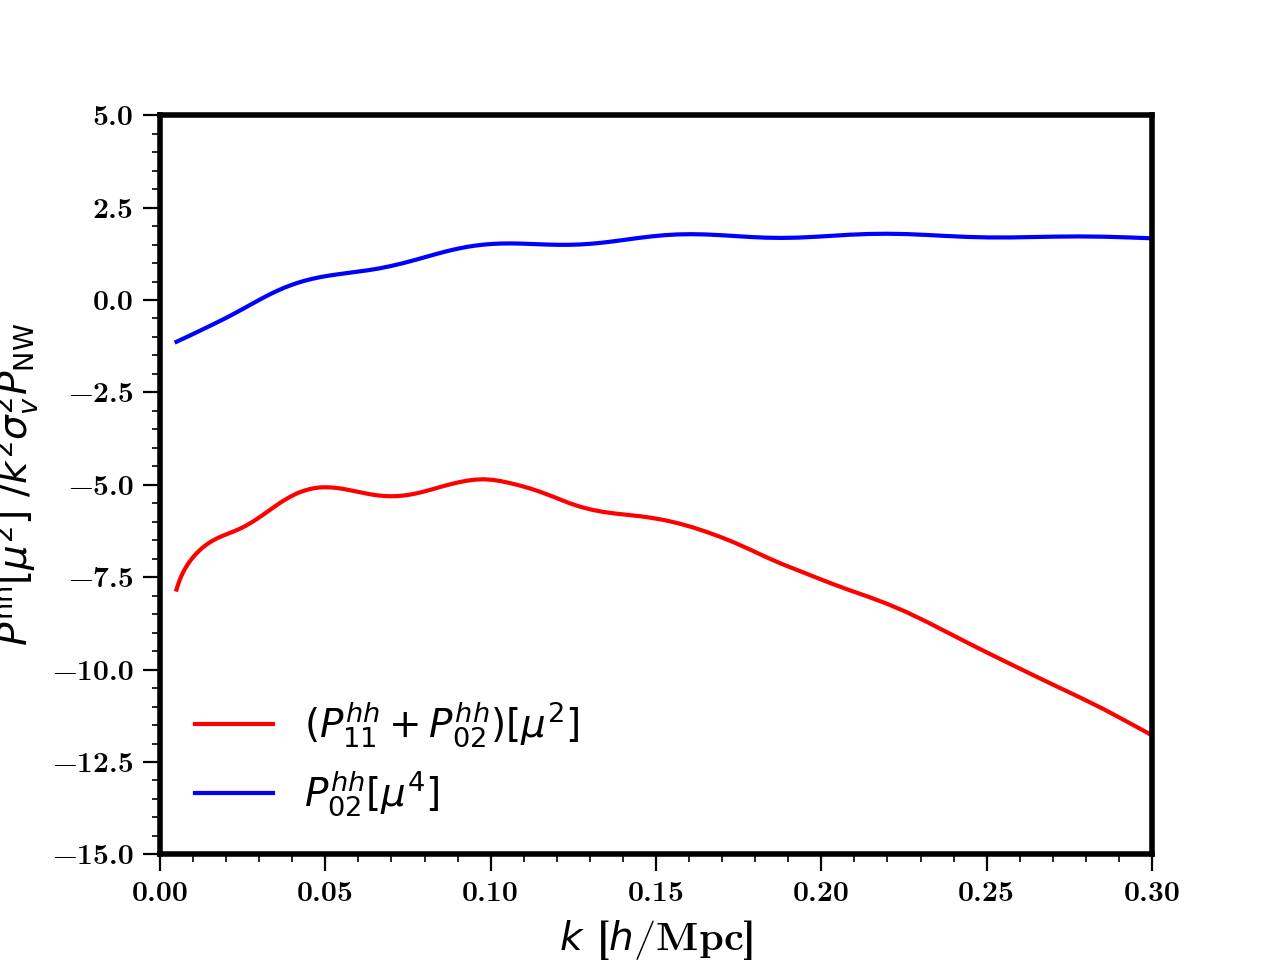 5.0
2.5
0.0
−2.5
−5.0
−7.5
−10.0
−12.5
−15.0
P^{hh}[μ^2] /k^2σ_v^2P_{NW}
(P_{11}^{hh} + P_{02}^{hh})[μ^2]
P_{02}^{hh}[μ^4]
0.00 0.05 0.10 0.15 0.20 0.25 0.30
k [h/Mpc]